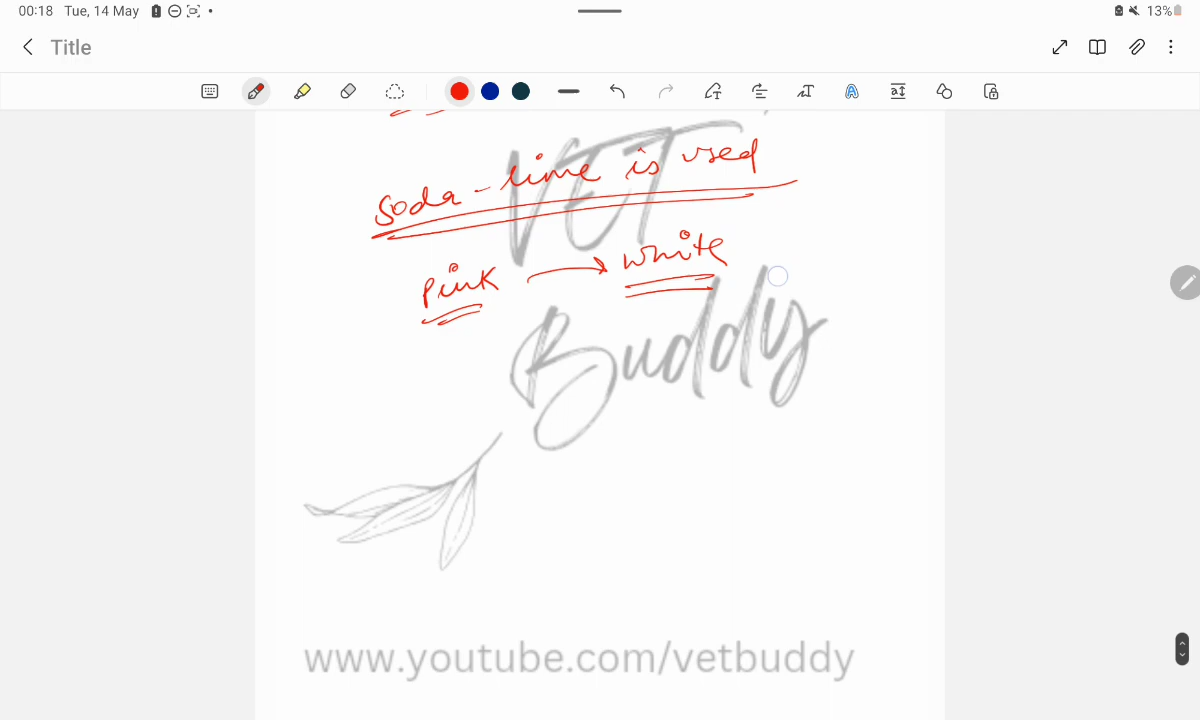 00:18 Tue, 14 May
13%
Title
VET
soda-lime is used
Pink → white
Buddy
www.youtube.com/vetbuddy